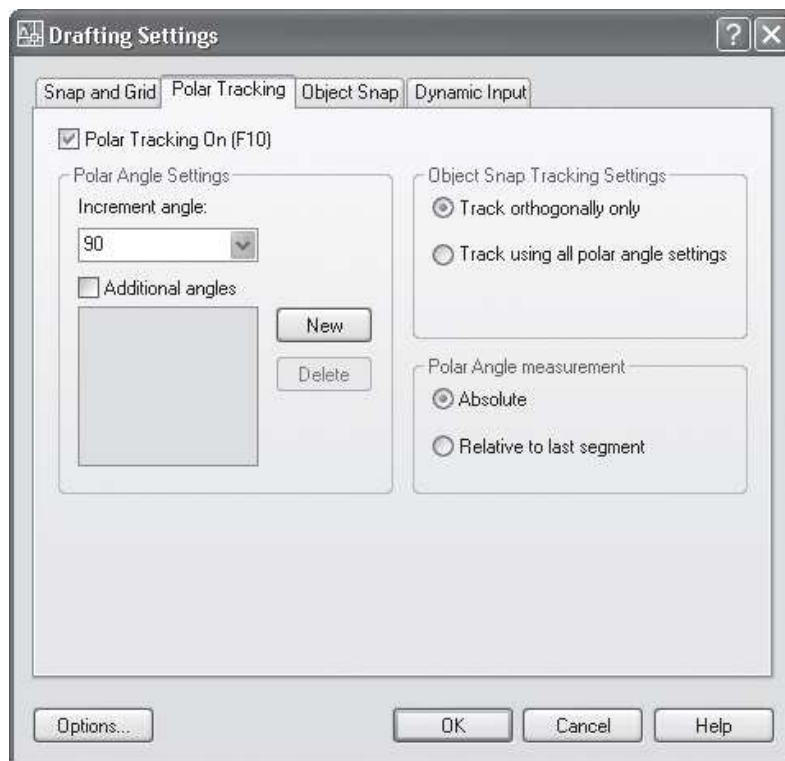 Drafting Settings
Snap and Grid
Polar Tracking
Object Snap
Dynamic Input
Polar Tracking On (F10)
Polar Angle Settings
Increment angle:
90
Additional angles
New
Delete
Object Snap Tracking Settings
Track orthogonally only
Track using all polar angle settings
Polar Angle measurement
Absolute
Relative to last segment
Options...
OK
Cancel
Help